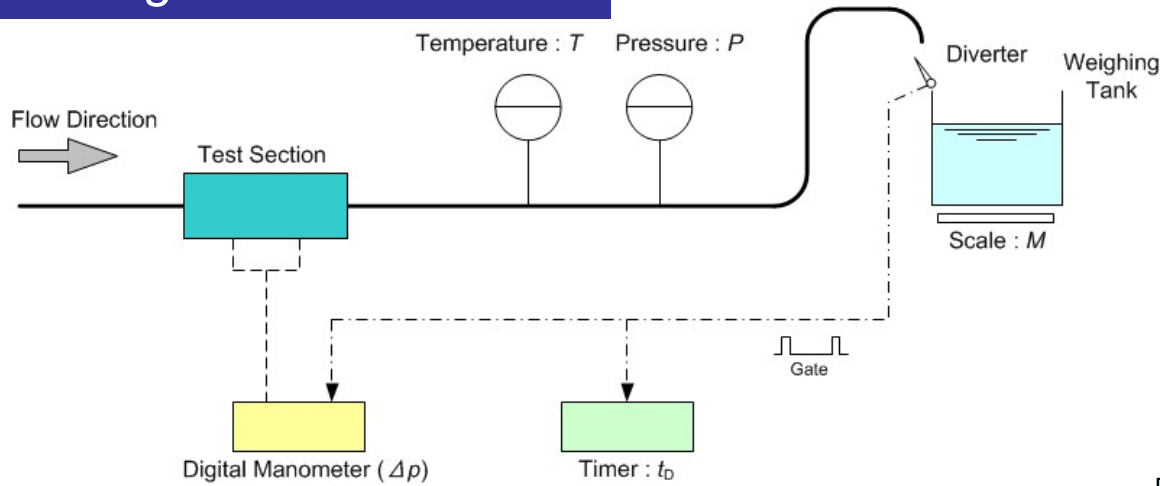 Temperature : T
Pressure : P
Diverter
Weighing
Tank
Flow Direction
Test Section
Scale : M
Gate
Digital Manometer (Δp)
Timer : tD